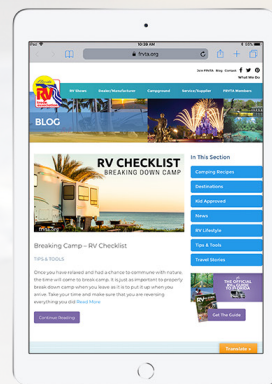 iPad
10:38 AM
100%
frvta.org
Join FRVTA Blog Contact
What We Do
RV
RV Shows Dealer/Manufacturer Campground Service/Supplier FRVTA Members
BLOG
RV CHECKLIST
BREAKING DOWN CAMP
Breaking Camp – RV Checklist
TIPS & TOOLS
Once you have relaxed and had a chance to commune with nature,
the time will come to break camp. It is just as important to properly
break down camp when you leave as it is to put it up when you
arrive. Take your time and make sure that you are reversing
everything you did Read More
Continue Reading
In This Section
Camping Recipes
Destinations
Kid Approved
News
RV Lifestyle
Tips & Tools
Travel Stories
THE OFFICIAL
RV
Get The Guide
Translate »